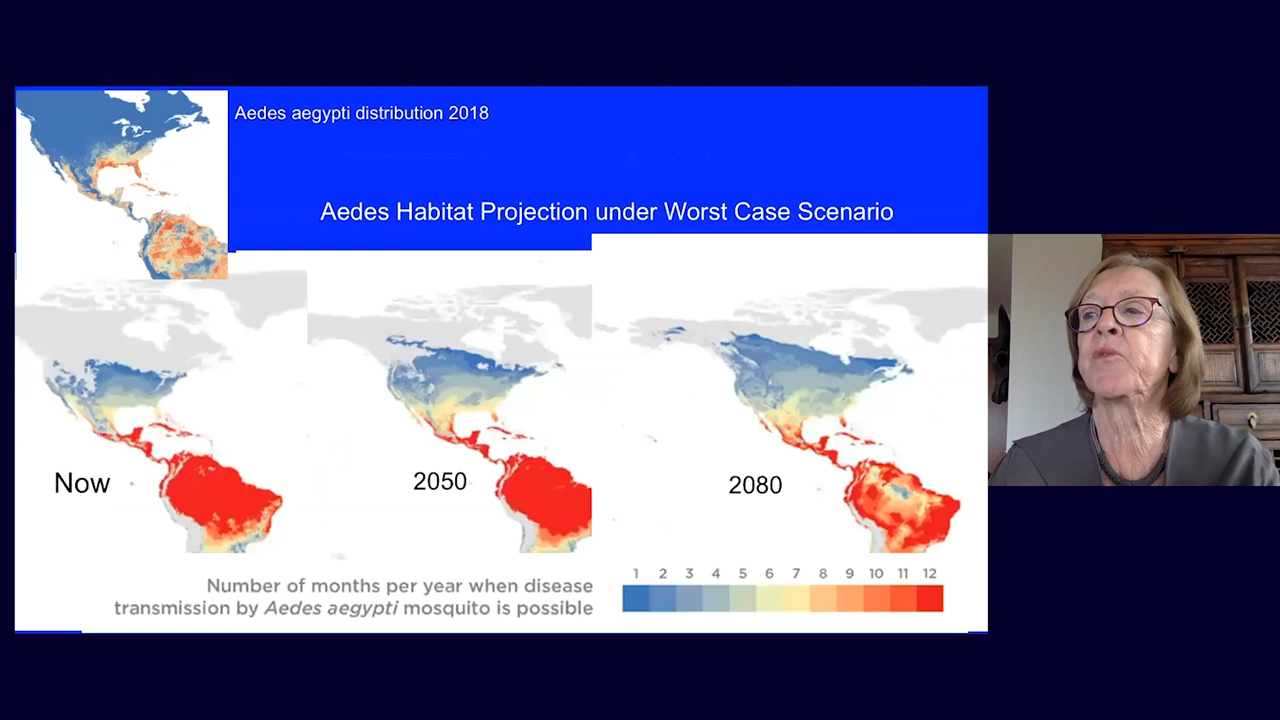 Aedes aegypti distribution 2018
Aedes Habitat Projection under Worst Case Scenario
Now
2050
2080
Number of months per year when disease
transmission by Aedes aegypti mosquito is possible
1 2 3 4 5 6 7 8 9 10 11 12